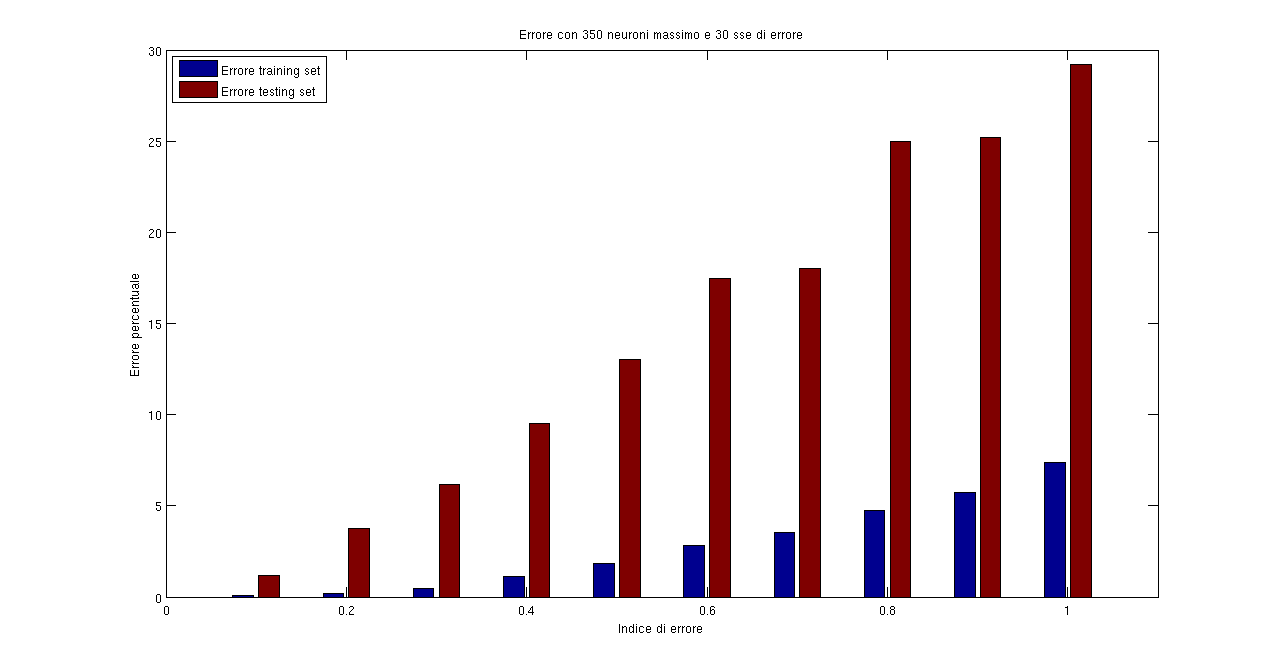 Errore con 350 neuroni massimo e 30 sse di errore
Errore training set
Errore testing set
30
25
20
15
10
5
0
Errore percentuale
0
0.2
0.4
0.6
0.8
1
Indice di errore